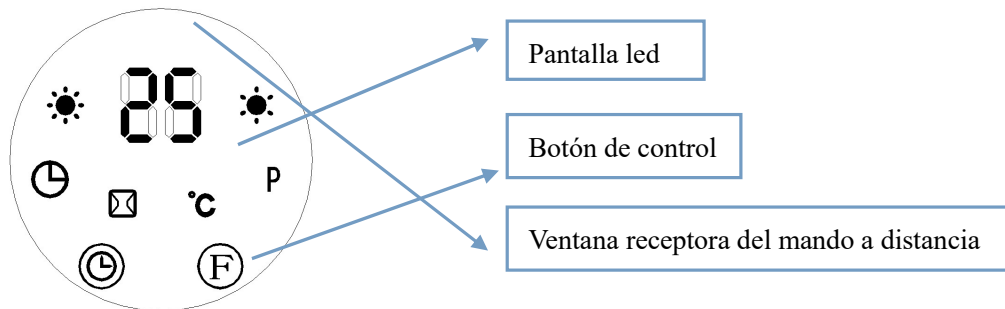 25
Pantalla led
P
°C
Botón de control
F
Ventana receptora del mando a distancia